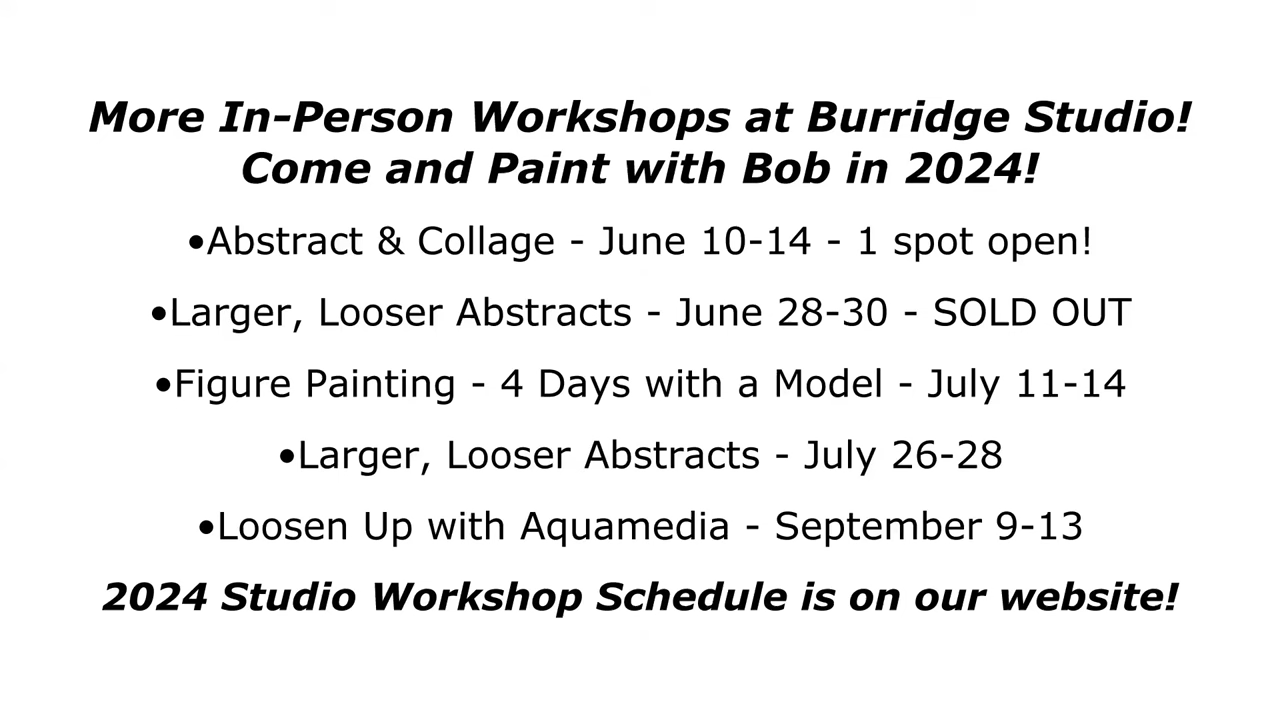 More In-Person Workshops at Burridge Studio!
Come and Paint with Bob in 2024!
•Abstract & Collage - June 10-14 - 1 spot open!
•Larger, Looser Abstracts - June 28-30 - SOLD OUT
•Figure Painting - 4 Days with a Model - July 11-14
•Larger, Looser Abstracts - July 26-28
•Loosen Up with Aquamedia - September 9-13
2024 Studio Workshop Schedule is on our website!